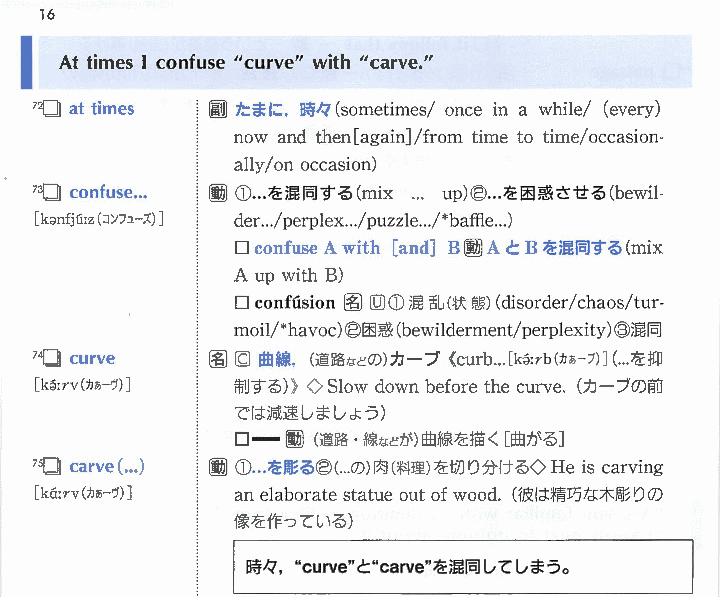 16
At times I confuse “curve” with “carve.”
72 at times
副 たまに，時々(sometimes/ once in a while/ (every)
now and then[again]/from time to time/occasion-
ally/on occasion)
73 confuse...
[kənfjúːz(コンフューズ)]
動 ①...を混同する(mix ... up)②...を困惑させる(bewil-
der.../perplex.../puzzle.../*baffle...)
□ confuse A with [and] B 動 A と B を混同する(mix
A up with B)
□ confúsion 名 U ①混乱(状態)(disorder/chaos/tur-
moil/*havoc)②困惑(bewilderment/perplexity)③混同
74 curve
[kə́ːrv(カぁーヴ)]
名 C 曲線，(道路などの)カーブ《curb...[kə́ːrb(カぁーブ)](...を抑
制する)》◇ Slow down before the curve.（カーブの前
では減速しましょう）
□━ 動 (道路・線などが)曲線を描く[曲がる]
75 carve(...)
[kɑ́ːrv(カぁーヴ)]
動 ①...を彫る②(...の)肉(料理)を切り分ける◇ He is carving
an elaborate statue out of wood.（彼は精巧な木彫りの
像を作っている）
時々，“curve”と“carve”を混同してしまう。